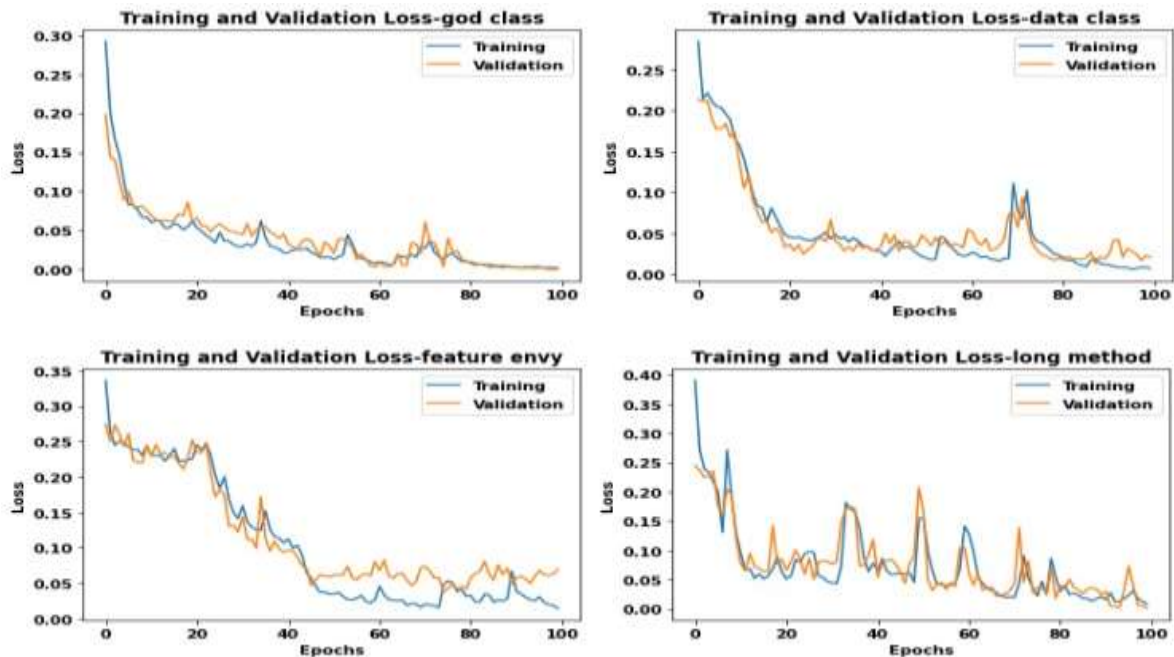 Training and Validation Loss-god class
0.30
0.25
0.20
0.15
0.10
0.05
0.00
Loss
Training
Validation
0 20 40 60 80 100
Epochs
Training and Validation Loss-data class
0.25
0.20
0.15
0.10
0.05
0.00
Loss
Training
Validation
0 20 40 60 80 100
Epochs
Training and Validation Loss-feature envy
0.35
0.30
0.25
0.20
0.15
0.10
0.05
0.00
Loss
Training
Validation
0 20 40 60 80 100
Epochs
Training and Validation Loss-long method
0.40
0.35
0.30
0.25
0.20
0.15
0.10
0.05
0.00
Loss
Training
Validation
0 20 40 60 80 100
Epochs